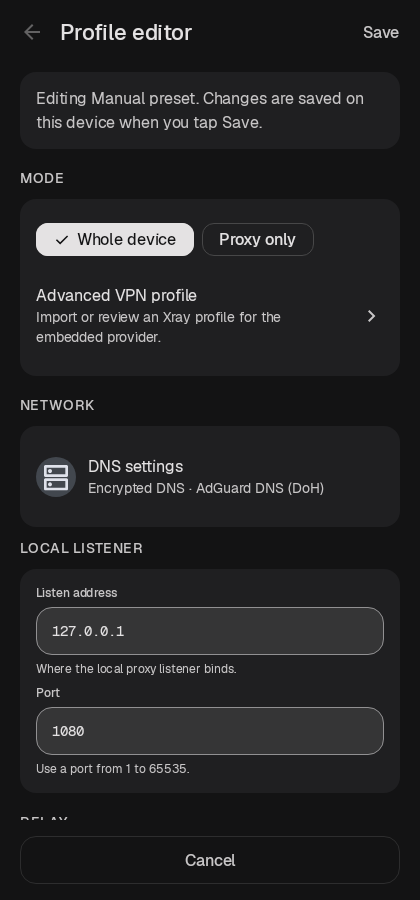 Profile editor
Save
Editing Manual preset. Changes are saved on
this device when you tap Save.
MODE
Whole device
Proxy only
Advanced VPN profile
Import or review an Xray profile for the
embedded provider.
NETWORK
DNS settings
Encrypted DNS · AdGuard DNS (DoH)
LOCAL LISTENER
Listen address
127.0.0.1
Where the local proxy listener binds.
Port
1080
Use a port from 1 to 65535.
RELAY
Cancel